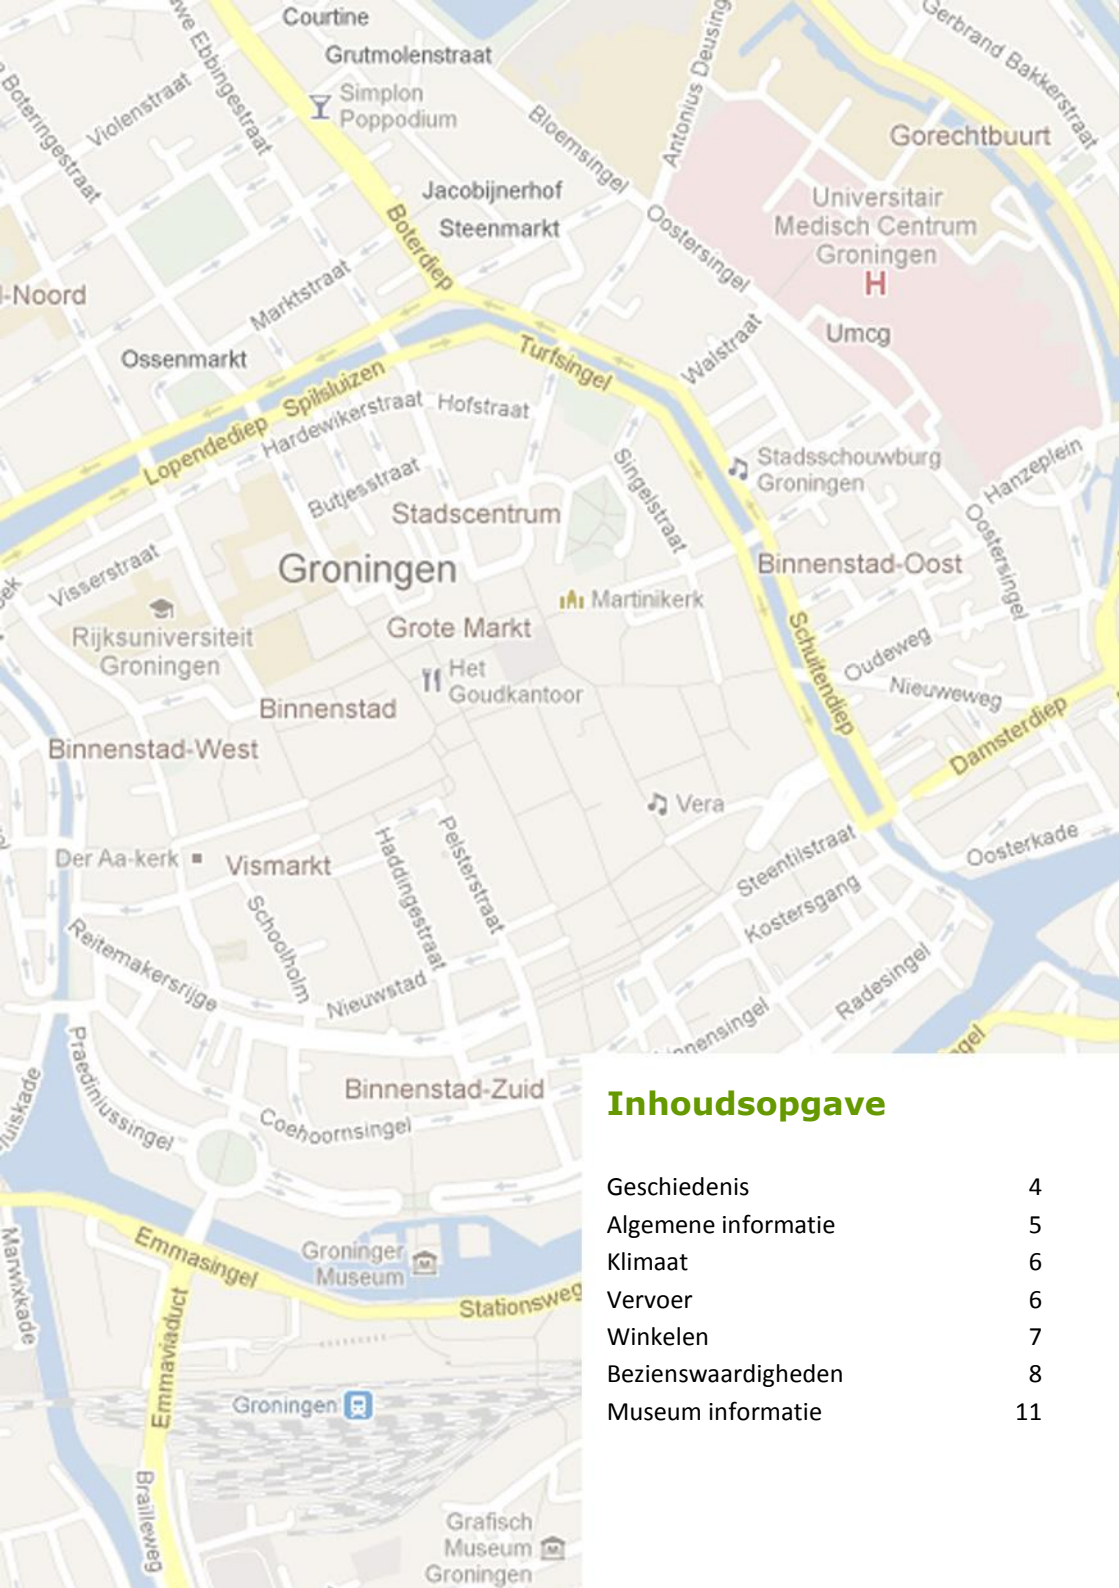 Courtine
Grutmolenstraat
Simplon
Poppodium
Violenstraat
Boteringestraat
Ebbingestraat
Bloemsingel
Antonius Deusing
Gerbrand Bakkerstraat
Gorechtbuurt
Jacobijnerhof
Steenmarkt
Boterdiep
Oostersingel
Universitair
Medisch Centrum
Groningen
H
Umcg
-Noord
Marktstraat
Ossenmarkt
Turfsingel
Walstraat
Spilsluizen
Lopendediep
Hardewikerstraat
Hofstraat
Butjesstraat
Singelstraat
Stadsschouwburg
Groningen
Hanzeplein
Oostersingel
Stadscentrum
Groningen
Visserstraat
Binnenstad-Oost
Martinikerk
Rijksuniversiteit
Groningen
Grote Markt
Het
Goudkantoor
Schuitendiep
Oudeweg
Nieuweweg
Binnenstad
Binnenstad-West
Damsterdiep
Vera
Der Aa-kerk
Vismarkt
Haddingestraat
Pelsterstraat
Steentilstraat
Oosterkade
Kostersgang
Schoolholm
Reitemakersrijge
Nieuwstad
Radesingel
nnensingel
Praediniussingel
Binnenstad-Zuid
Coehoornsingel
Marwixkade
Emmasingel
Groninger
Museum
Stationsweg
Emmaviaduct
Groningen
Brailleweg
Grafisch
Museum
Groningen
Inhoudsopgave
Geschiedenis 4
Algemene informatie 5
Klimaat 6
Vervoer 6
Winkelen 7
Bezienswaardigheden 8
Museum informatie 11